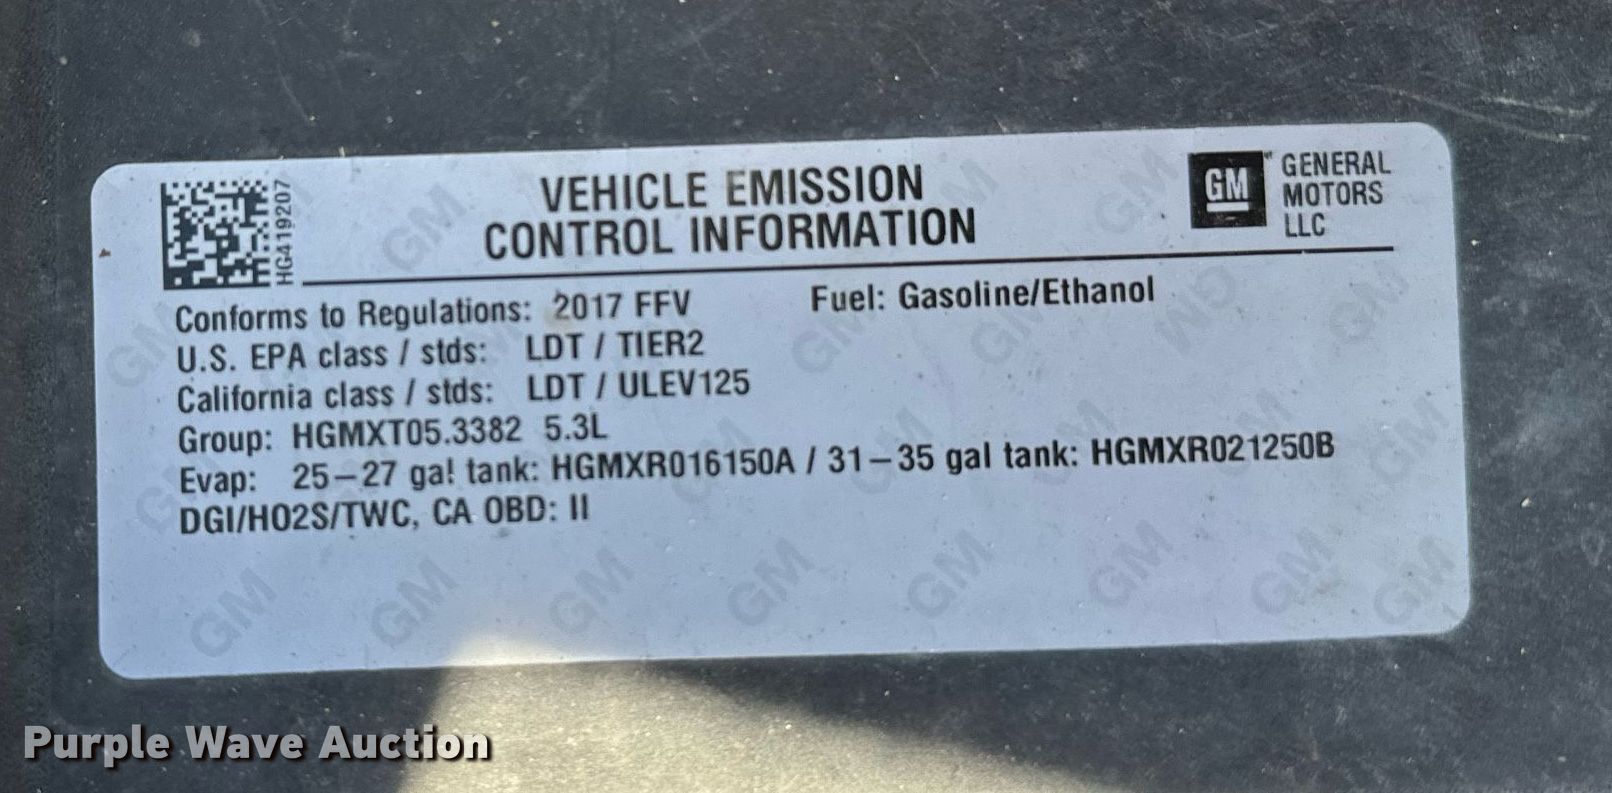 HG419207
VEHICLE EMISSION
CONTROL INFORMATION
GM
GENERAL
MOTORS
LLC
Conforms to Regulations: 2017 FFV Fuel: Gasoline/Ethanol
U.S. EPA class / stds: LDT / TIER2
California class / stds: LDT / ULEV125
Group: HGMXT05.3382 5.3L
Evap: 25-27 gal tank: HGMXR016150A / 31-35 gal tank: HGMXR021250B
DGI/HO2S/TWC, CA OBD: II
Purple Wave Auction